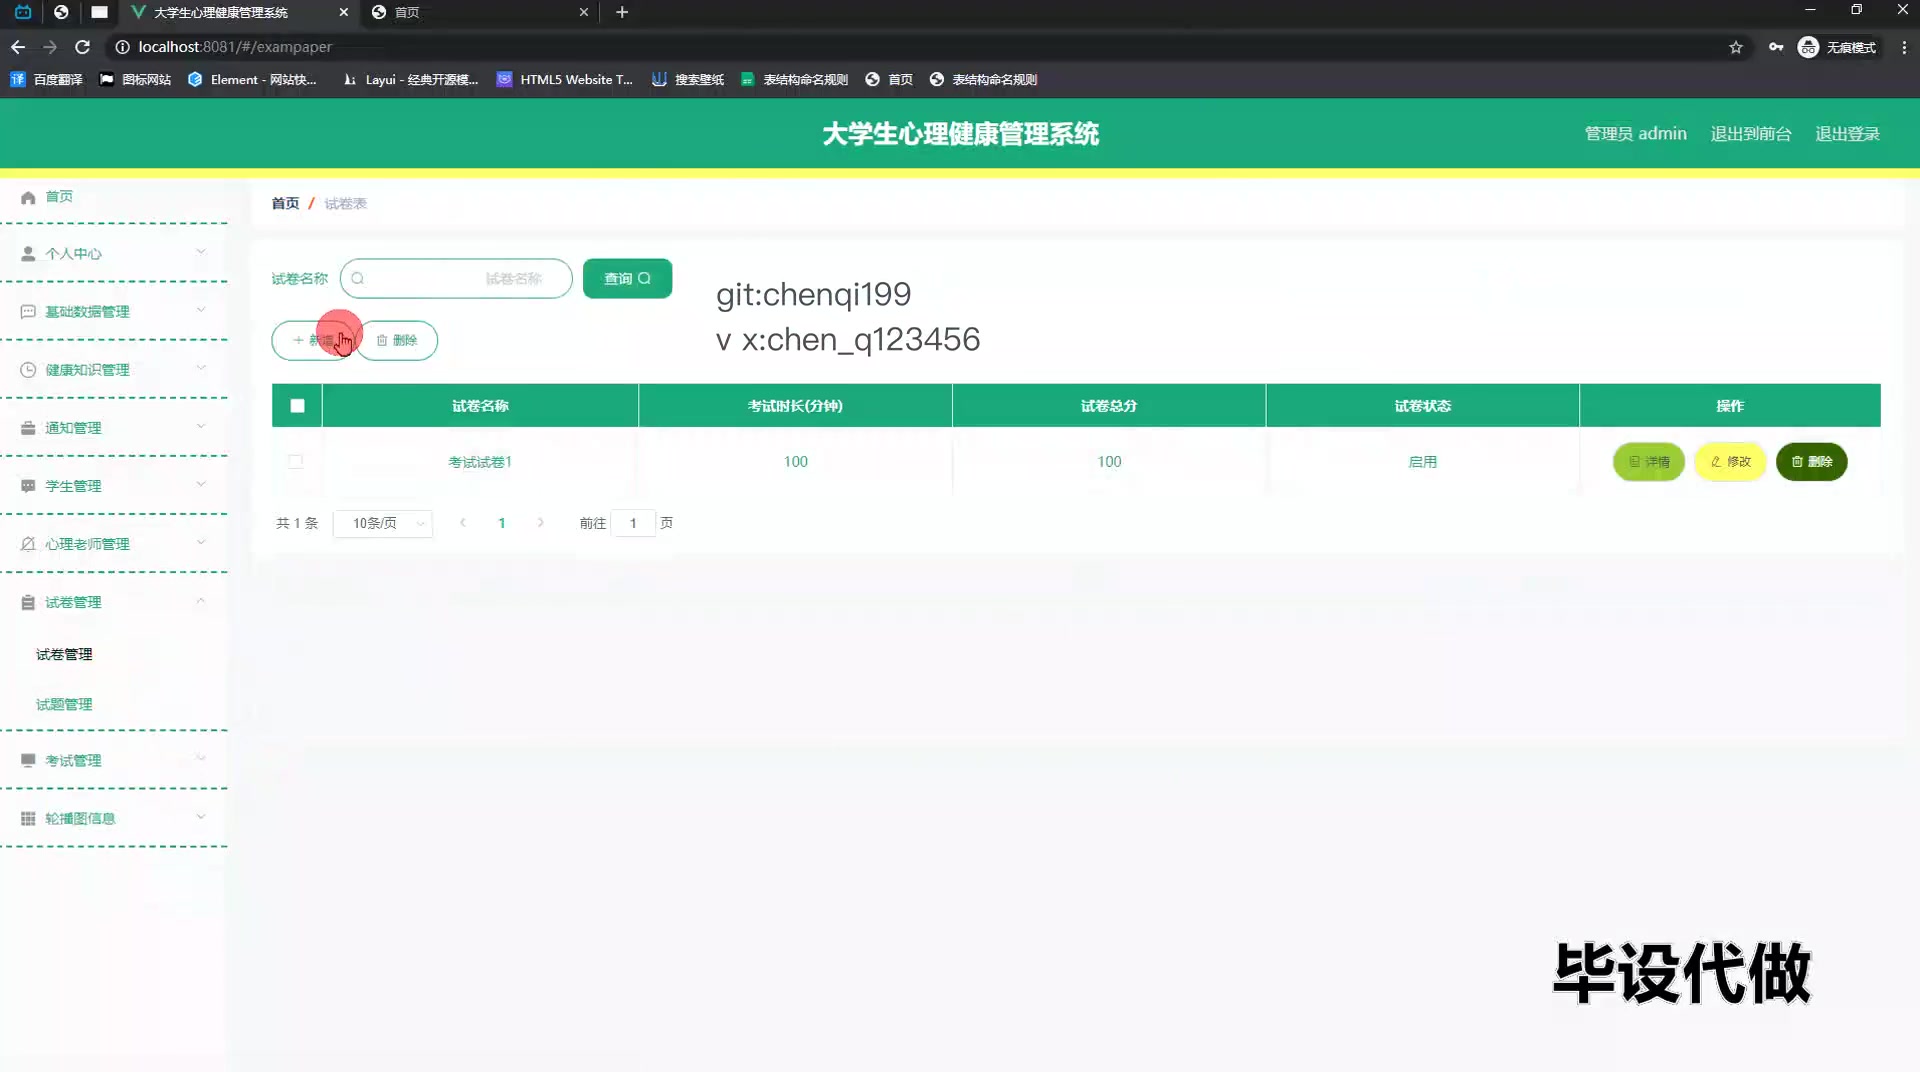 大学生心理健康管理系统
首页
localhost:8081/#/exampaper
无痕模式
百度翻译
图标网站
Element - 网站快...
Layui - 经典开源模...
HTML5 Website T...
搜索壁纸
表结构命名规则
首页
表结构命名规则
大学生心理健康管理系统
管理员 admin
退出到前台
退出登录
首页
个人中心
基础数据管理
健康知识管理
通知管理
学生管理
心理老师管理
试卷管理
试卷管理
试题管理
考试管理
轮播图信息
首页 / 试卷表
试卷名称
试卷名称
查询
git:chenqi199
v x:chen_q123456
+ 新增
删除
试卷名称
考试时长(分钟)
试卷总分
试卷状态
操作
考试试卷1
100
100
启用
详情
修改
删除
共 1 条
10条/页
1
前往 1 页
毕设代做